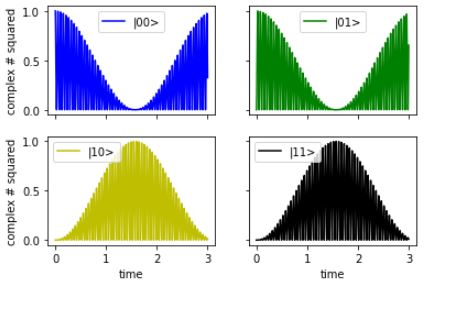 complex # squared
1.0
0.5
0.0
|00>
|01>
complex # squared
1.0
0.5
0.0
|10>
|11>
0 1 2 3
0 1 2 3
time
time